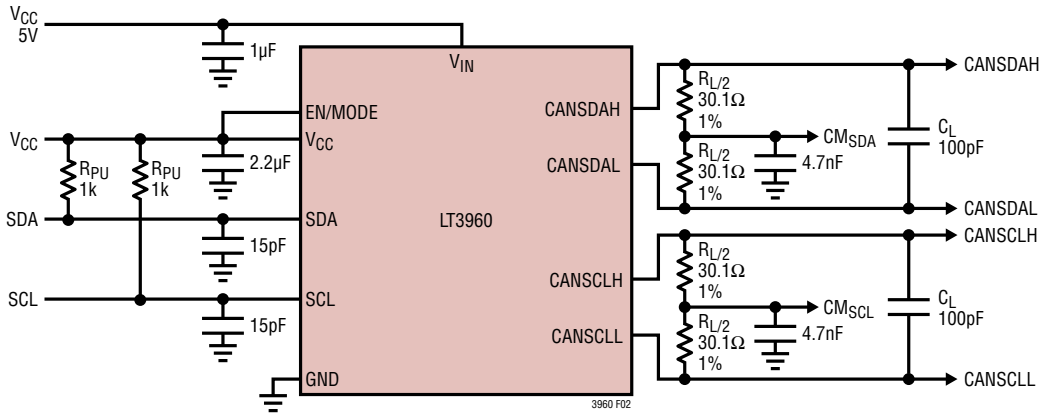 VCC
5V
1µF
VIN
EN/MODE
VCC
VCC
RPU
1k
RPU
1k
2.2µF
SDA
SDA
15pF
SCL
SCL
15pF
GND
LT3960
CANSDAH
CANSDAL
CANSCLH
CANSCLL
RL/2
30.1Ω
1%
RL/2
30.1Ω
1%
CMSDA
4.7nF
CL
100pF
CANSDAH
CANSDAL
CANSCLH
RL/2
30.1Ω
1%
RL/2
30.1Ω
1%
CMSCL
4.7nF
CL
100pF
CANSCLL
3960 F02